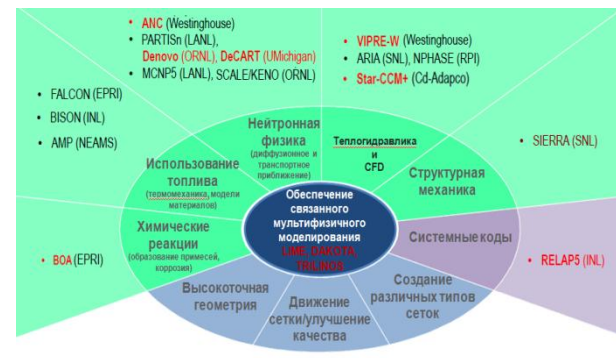 • ANC (Westinghouse)
• PARTISn (LANL),
Denovo (ORNL), DeCART (UMichigan)
• MCNP5 (LANL), SCALE/KENO (ORNL)
• VIPRE-W (Westinghouse)
• ARIA (SNL), NPHASE (RPI)
• Star-CCM+ (Cd-Adapco)
• FALCON (EPRI)
• BISON (INL)
• AMP (NEAMS)
• SIERRA (SNL)
Нейтронная
физика
(диффузионное и
транспортное
приближение)
Теплогидравлика
и
CFD
Использование
топлива
(термомеханика, модели
материалов)
Структурная
механика
Обеспечение
связанного
мультифизичного
моделирования
LIME, DAKOTA,
TRILINOS
Химические
реакции
(образование примесей,
коррозия)
Системные коды
• BOA (EPRI)
• RELAP5 (INL)
Высокоточная
геометрия
Движение
сетки/улучшение
качества
Создание
различных типов
сеток